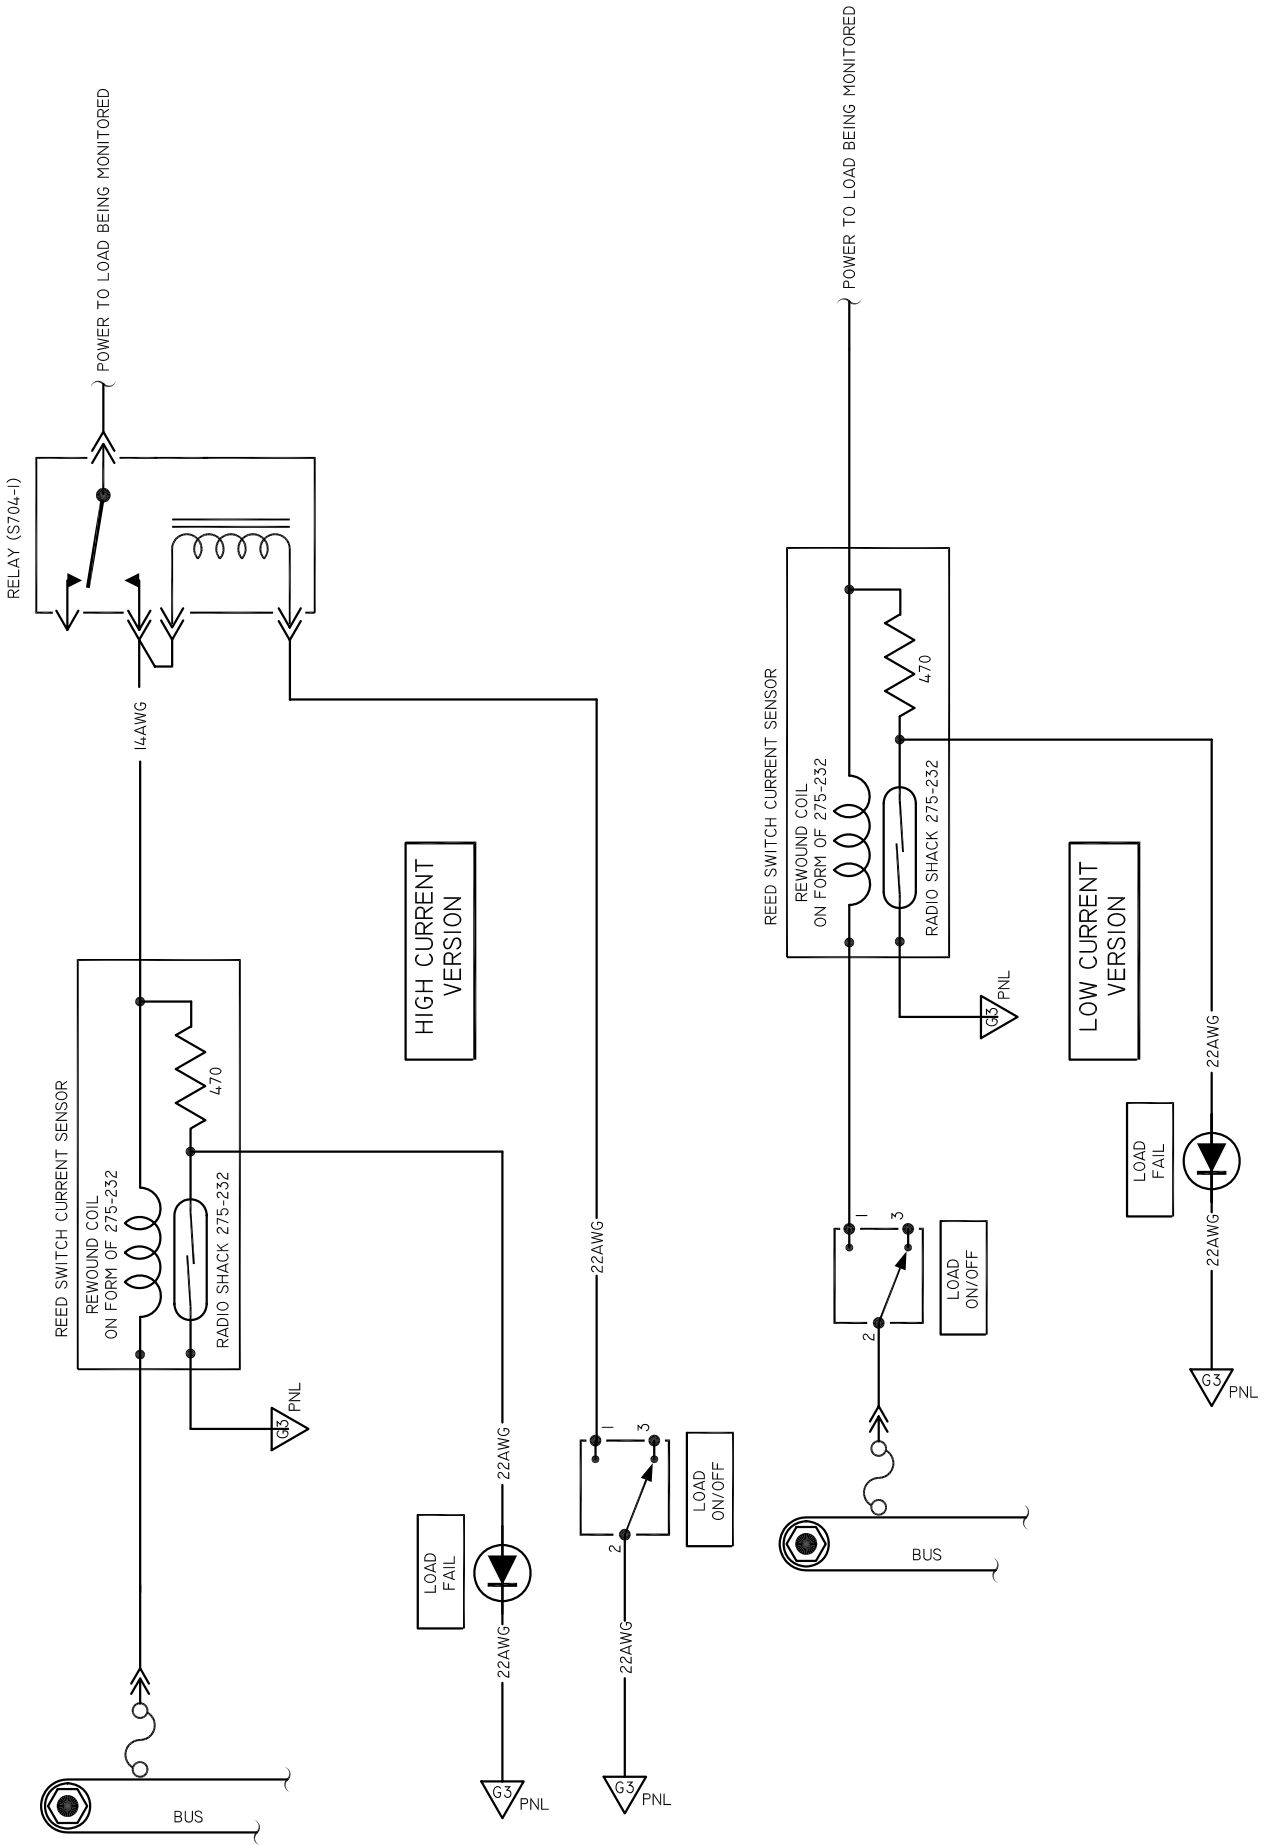 RELAY (S704-1)
POWER TO LOAD BEING MONITORED
14AWG
REED SWITCH CURRENT SENSOR
REWOUND COIL
ON FORM OF 275-232
470
RADIO SHACK 275-232
G3
PNL
HIGH CURRENT
VERSION
22AWG
LOAD
FAIL
22AWG
G3
PNL
22AWG
1
3
2
LOAD
ON/OFF
22AWG
G3
PNL
BUS
POWER TO LOAD BEING MONITORED
REED SWITCH CURRENT SENSOR
REWOUND COIL
ON FORM OF 275-232
470
RADIO SHACK 275-232
G3
PNL
LOW CURRENT
VERSION
22AWG
LOAD
FAIL
22AWG
G3
PNL
1
3
2
LOAD
ON/OFF
BUS